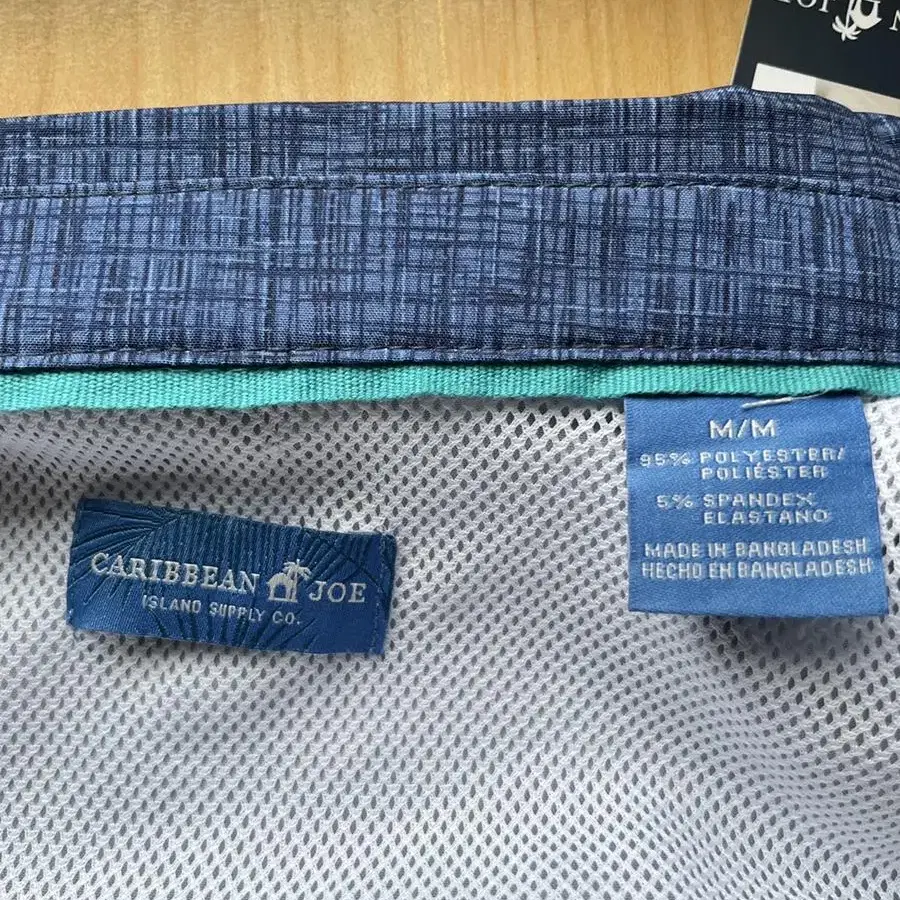 CARIBBEAN JOE
ISLAND SUPPLY CO.
M/M
95% POLYESTER/
POLIÉSTER
5% SPANDEX
ELASTANO
MADE IN BANGLADESH
HECHO EN BANGLADESH